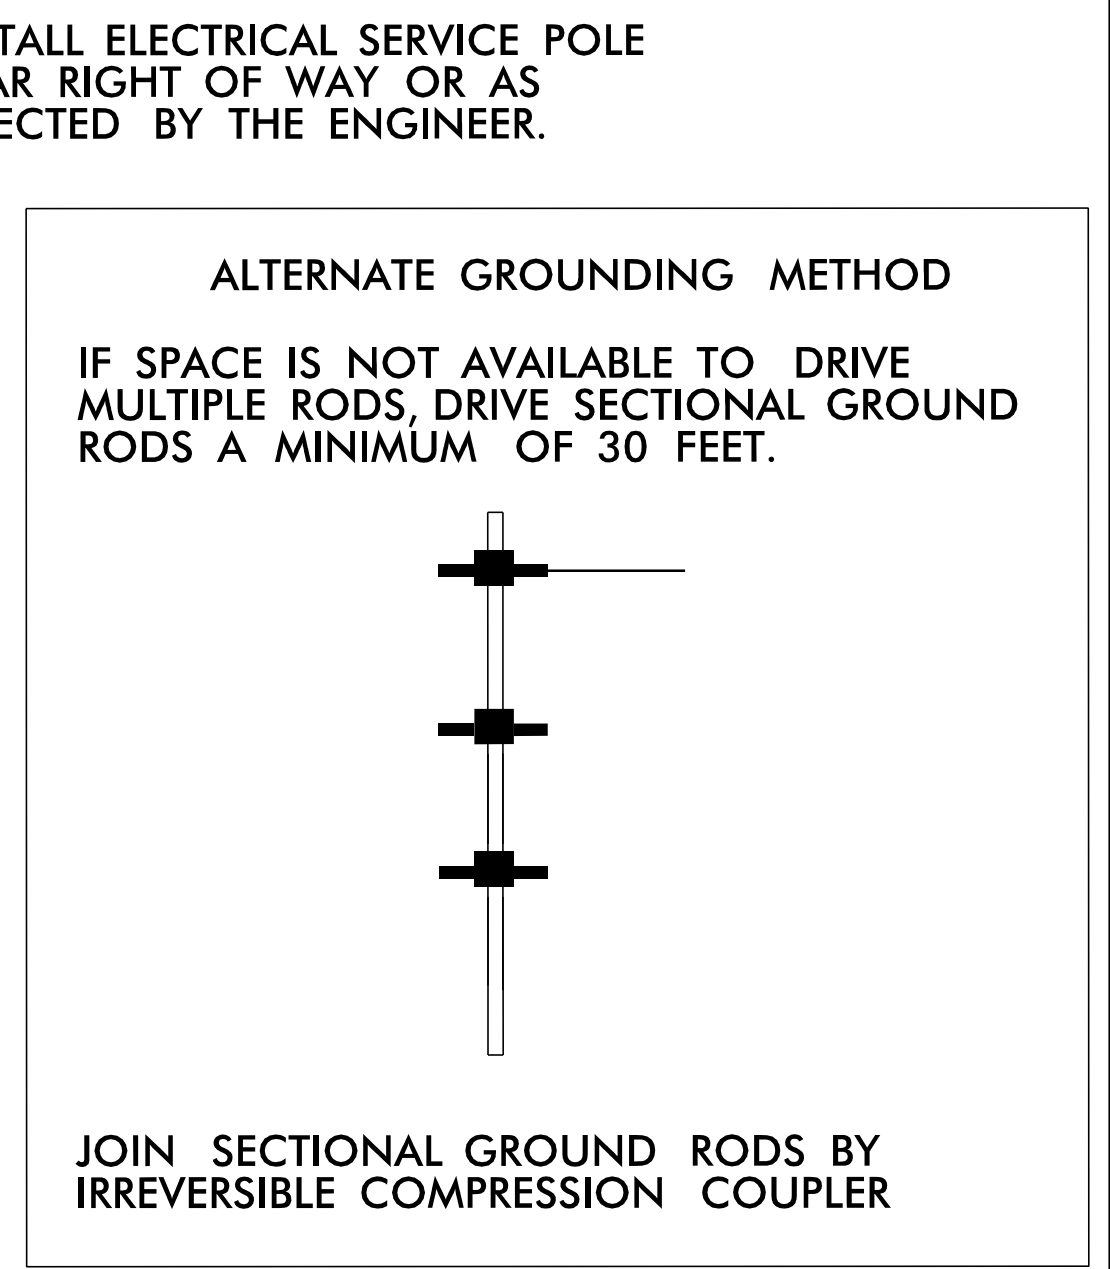 TALL ELECTRICAL SERVICE POLE
AR RIGHT OF WAY OR AS
ECTED BY THE ENGINEER.
ALTERNATE GROUNDING METHOD
IF SPACE IS NOT AVAILABLE TO DRIVE
MULTIPLE RODS, DRIVE SECTIONAL GROUND
RODS A MINIMUM OF 30 FEET.
JOIN SECTIONAL GROUND RODS BY
IRREVERSIBLE COMPRESSION COUPLER